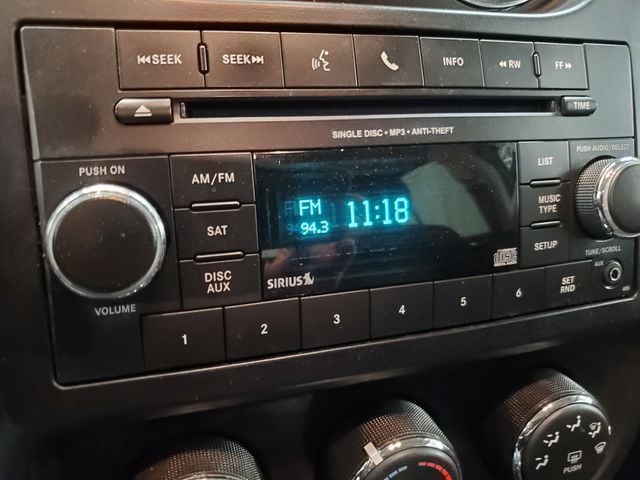 SEEK SEEK INFO RW FF
TIME
SINGLE DISC • MP3 • ANTI-THEFT
PUSH ON
AM/FM
SAT
DISC
AUX
VOLUME
FM
94.3
11:18
SIRIUS
disc
LIST
MUSIC
TYPE
SETUP
PUSH AUDIO/SELECT
TUNE/SCROLL
AUX
SET
RND
1 2 3 4 5 6
PUSH